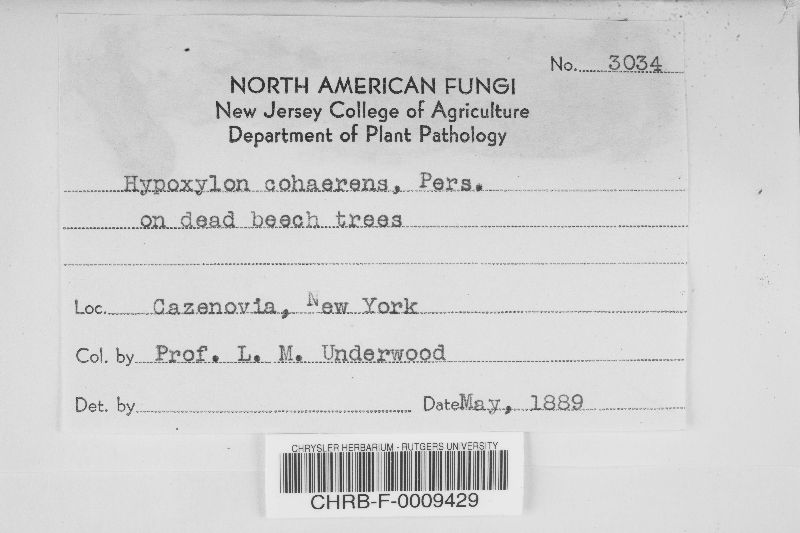 No. 3034
NORTH AMERICAN FUNGI
New Jersey College of Agriculture
Department of Plant Pathology
Hypoxylon cohaerens, Pers.
on dead beech trees
Loc. Cazenovia, New York
Col. by Prof. L. M. Underwood
Det. by
Date May, 1889
CHRYSLER HERBARIUM - RUTGERS UNIVERSITY
CHRB-F-0009429